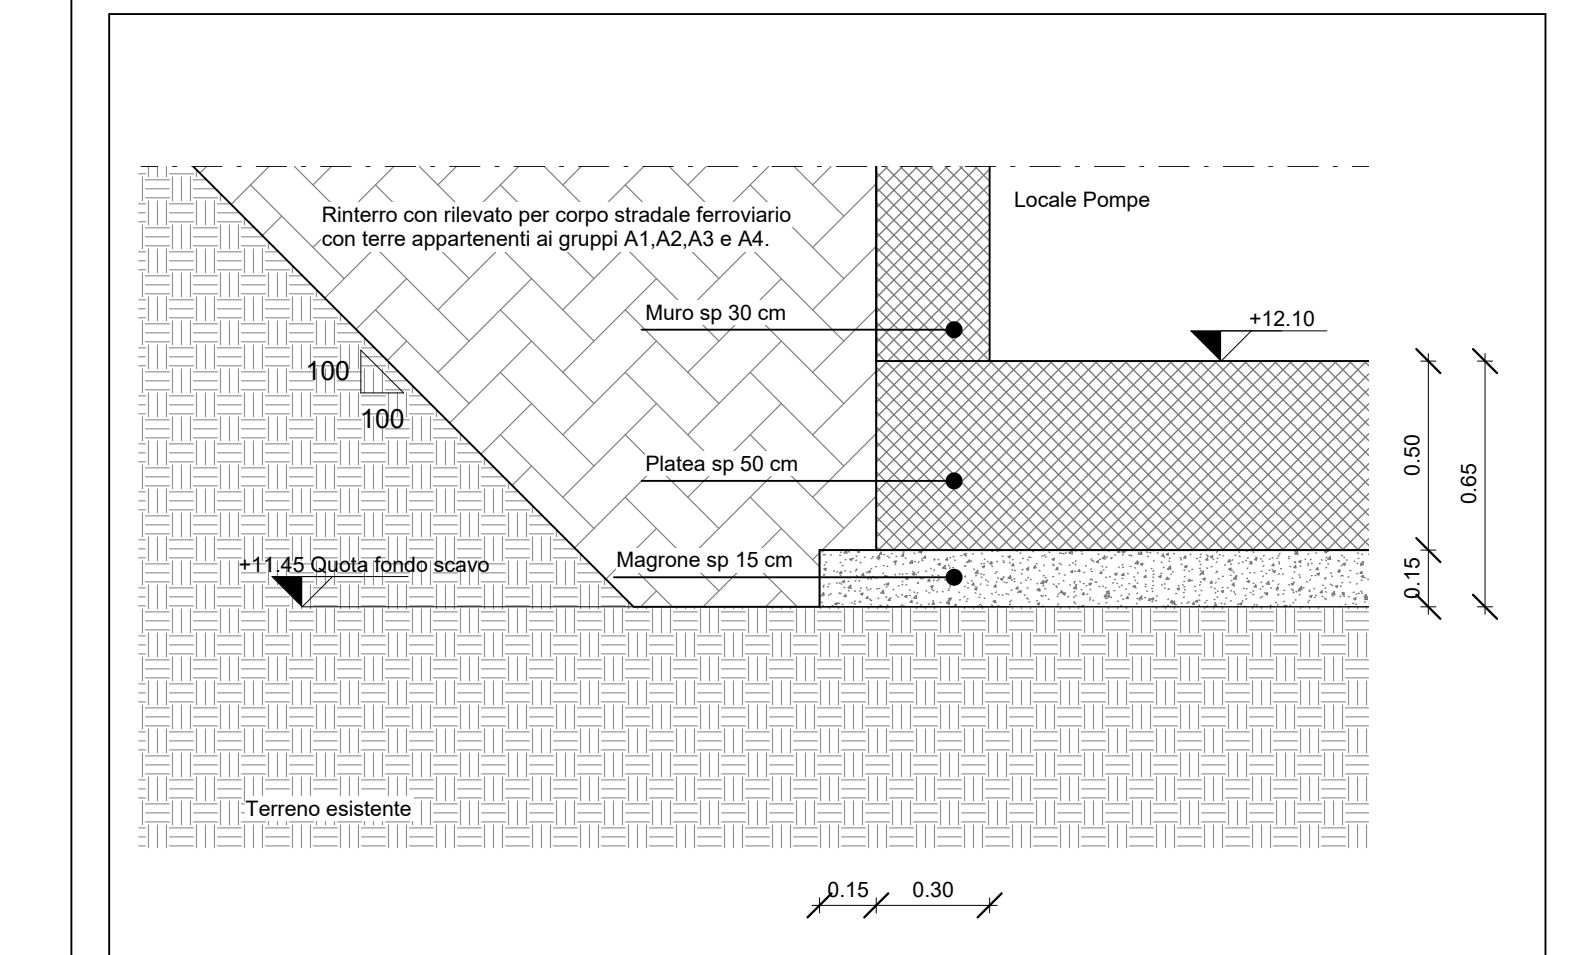 Locale Pompe
Rinterro con rilevato per corpo stradale ferroviario
con terre appartenenti ai gruppi A1,A2,A3 e A4.
Muro sp 30 cm
+12.10
100
100
Platea sp 50 cm
0.50
0.65
+11.45 Quota fondo scavo
Magrone sp 15 cm
0.15
Terreno esistente
0.15
0.30